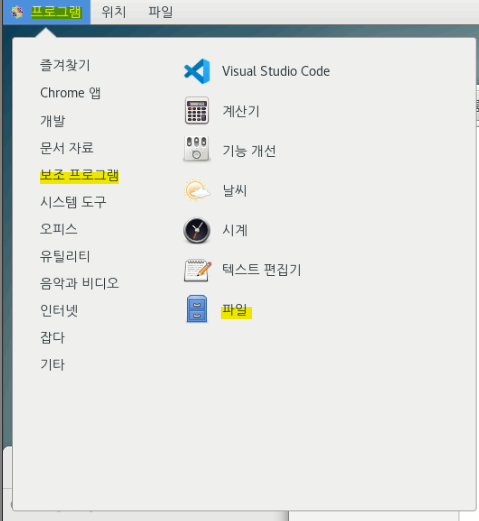 프로그램 위치 파일
즐겨찾기
Chrome 앱
개발
문서 자료
보조 프로그램
시스템 도구
오피스
유틸리티
음악과 비디오
인터넷
잡다
기타
Visual Studio Code
계산기
기능 개선
날씨
시계
텍스트 편집기
파일